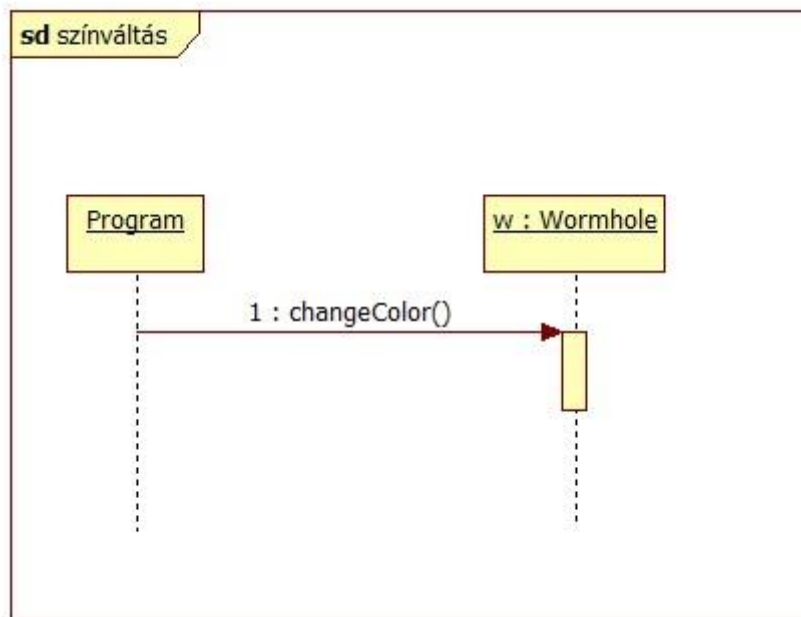 sd színváltás
Program
w : Wormhole
1 : changeColor()